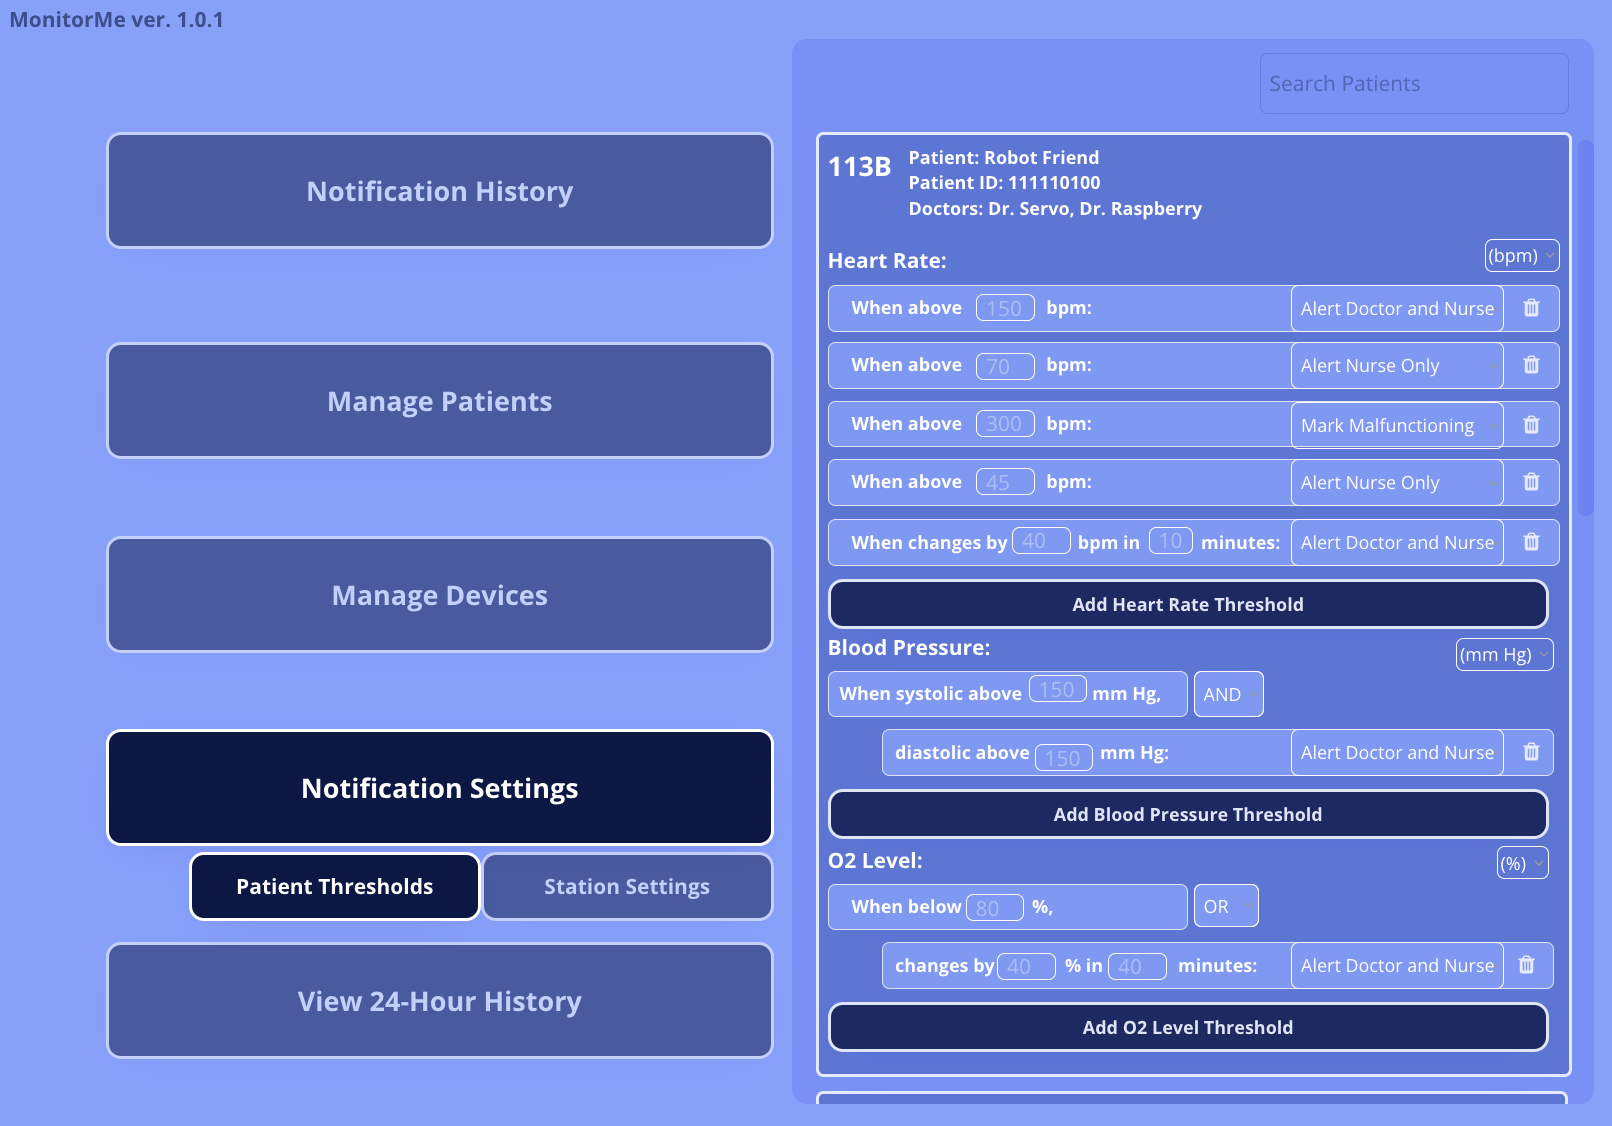 MonitorMe ver. 1.0.1
Search Patients
Notification History
Manage Patients
Manage Devices
Notification Settings
Patient Thresholds Station Settings
View 24-Hour History
113B
Patient: Robot Friend
Patient ID: 111110100
Doctors: Dr. Servo, Dr. Raspberry
Heart Rate: (bpm)
When above 150 bpm: Alert Doctor and Nurse
When above 70 bpm: Alert Nurse Only
When above 300 bpm: Mark Malfunctioning
When above 45 bpm: Alert Nurse Only
When changes by 40 bpm in 10 minutes: Alert Doctor and Nurse
Add Heart Rate Threshold
Blood Pressure: (mm Hg)
When systolic above 150 mm Hg, AND
diastolic above 150 mm Hg: Alert Doctor and Nurse
Add Blood Pressure Threshold
O2 Level: (%)
When below 80 %, OR
changes by 40 % in 40 minutes: Alert Doctor and Nurse
Add O2 Level Threshold